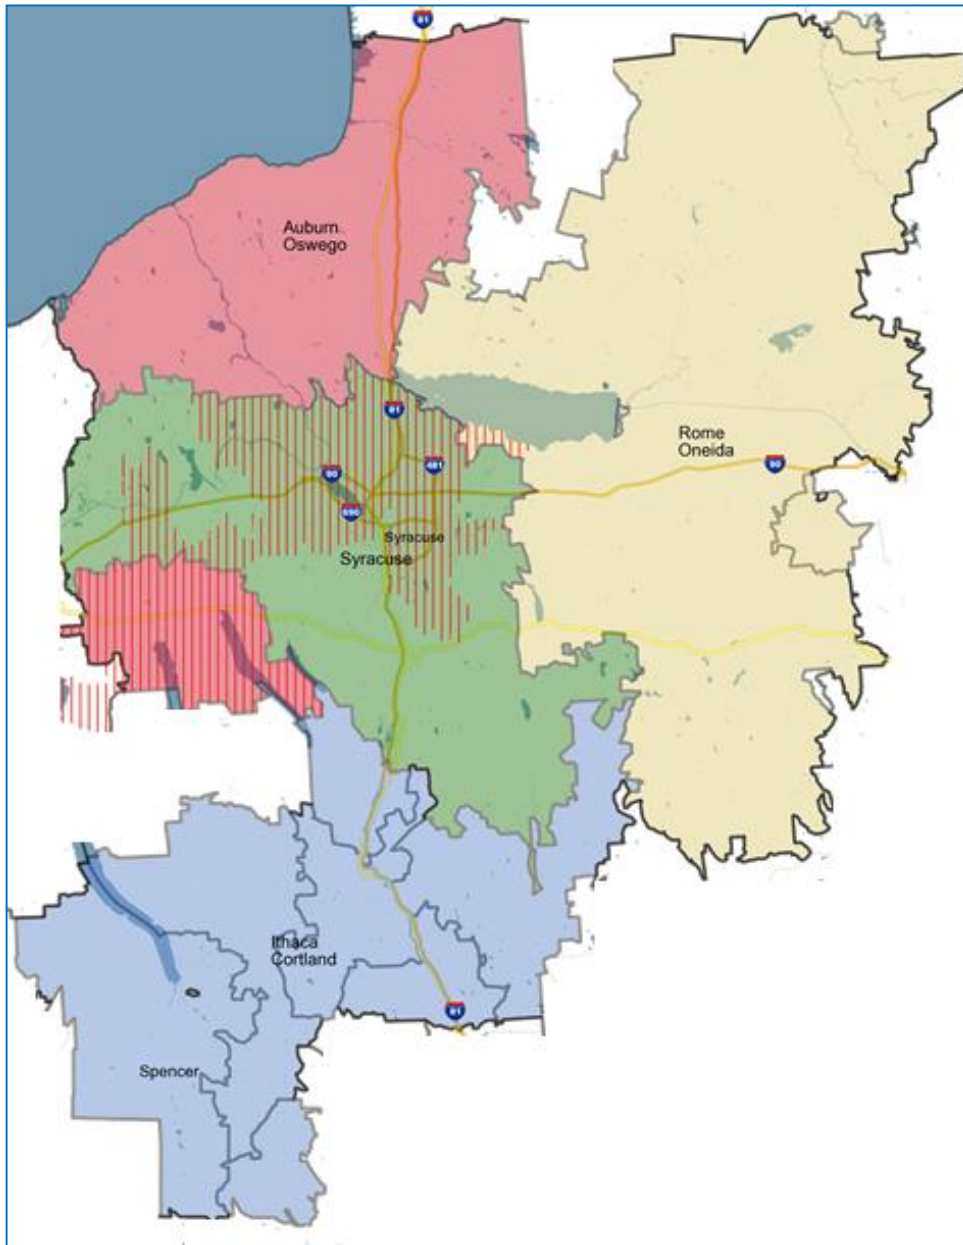 81
Auburn
Oswego
81
Rome
Oneida
90
481
90
690
Syracuse
Syracuse
Ithaca
Cortland
81
Spencer